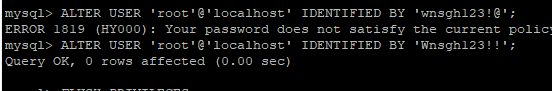 mysql> ALTER USER 'root'@'localhost' IDENTIFIED BY 'wnsgh123!@';
ERROR 1819 (HY000): Your password does not satisfy the current policy
mysql> ALTER USER 'root'@'localhost' IDENTIFIED BY 'Wnsgh123!!';
Query OK, 0 rows affected (0.00 sec)